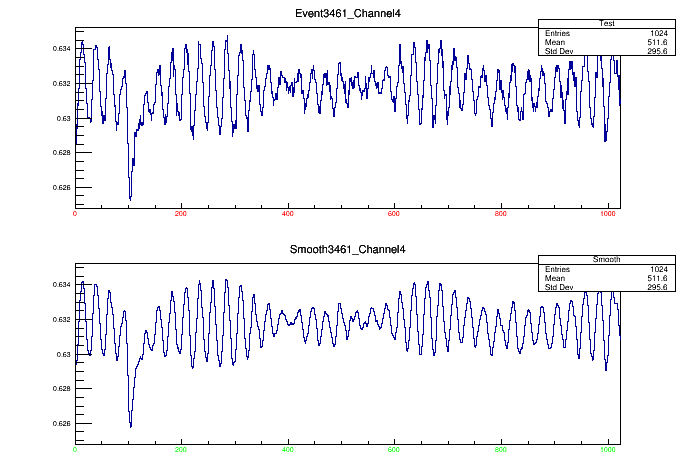 Event3461_Channel4
Test
Entries 1024
Mean 511.6
Std Dev 295.6
0.634
0.632
0.63
0.628
0.626
0 200 400 600 800 1000
Smooth3461_Channel4
Smooth
Entries 1024
Mean 511.6
Std Dev 295.6
0.634
0.632
0.63
0.628
0.626
0 200 400 600 800 1000